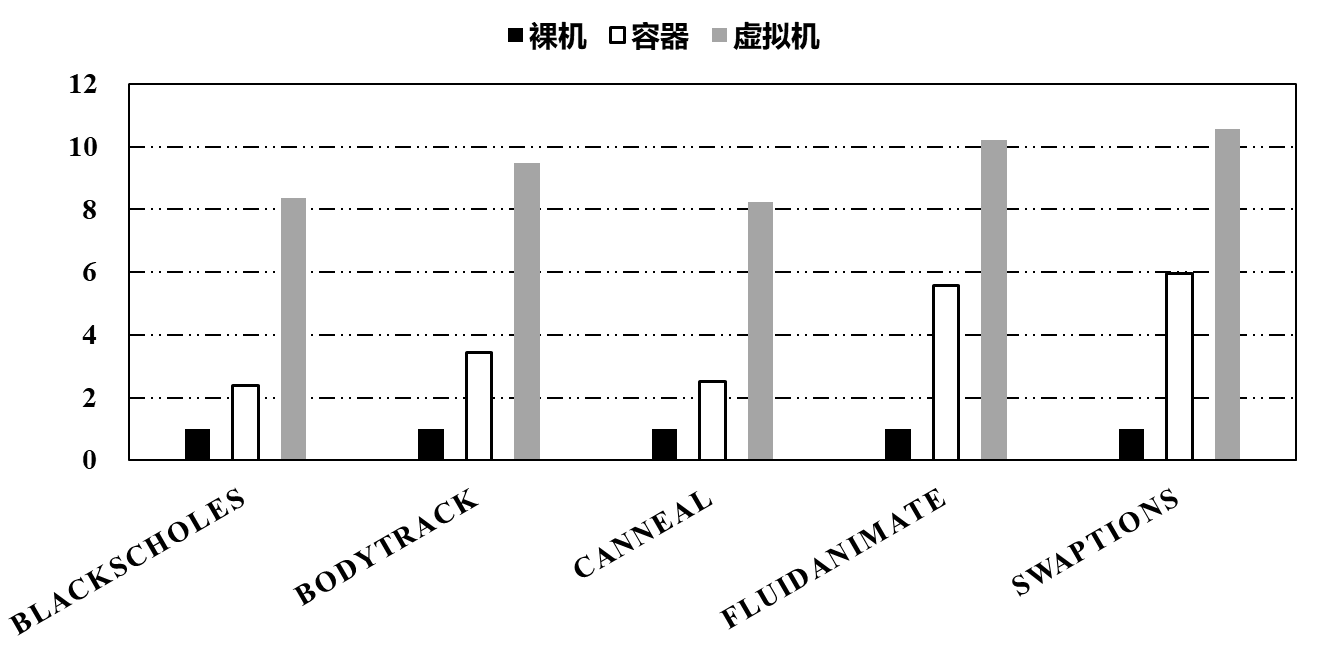 裸机 容器 虚拟机
12
10
8
6
4
2
0
BLACKSCHOLES
BODYTRACK
CANNEAL
FLUIDANIMATE
SWAPTIONS